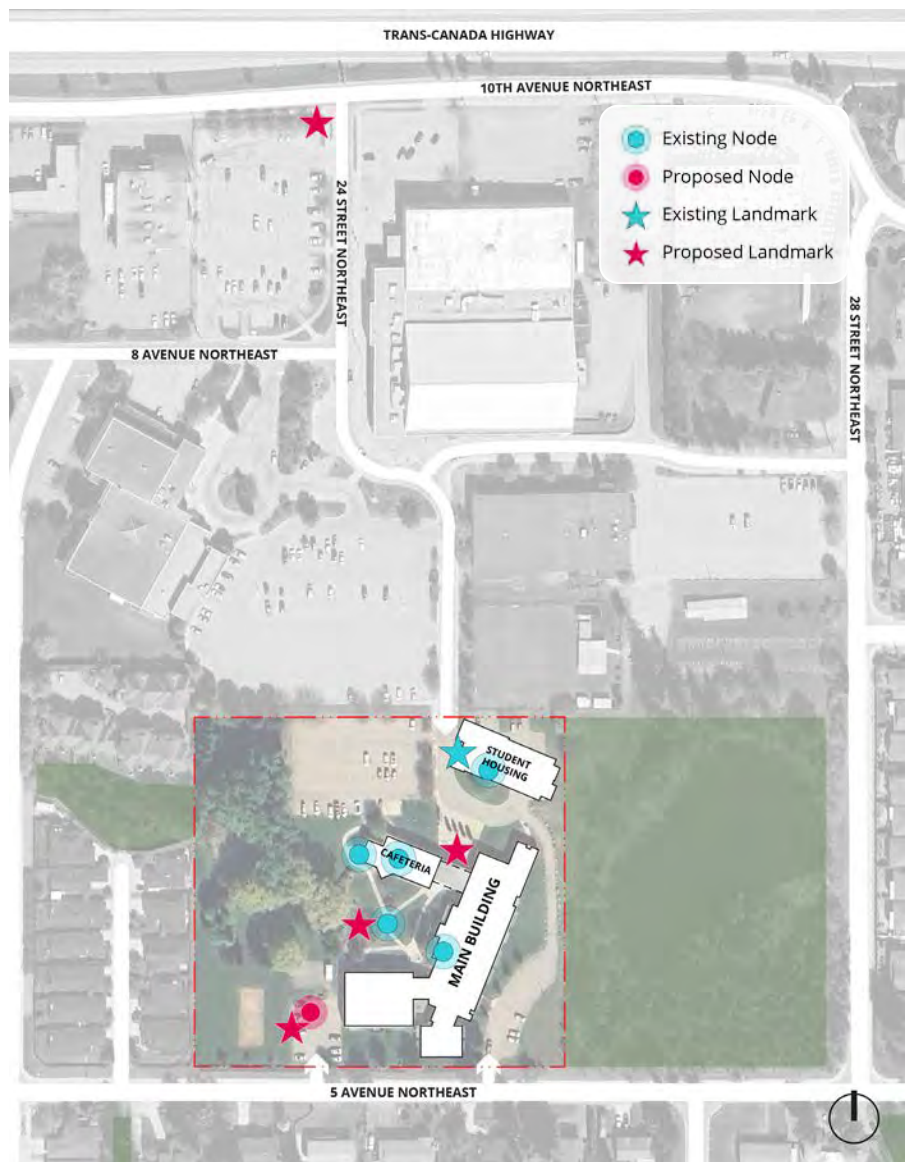 TRANS-CANADA HIGHWAY
10TH AVENUE NORTHEAST
Existing Node
Proposed Node
Existing Landmark
Proposed Landmark
24 STREET NORTHEAST
28 STREET NORTHEAST
8 AVENUE NORTHEAST
STUDENT
HOUSING
CAFETERIA
MAIN BUILDING
5 AVENUE NORTHEAST